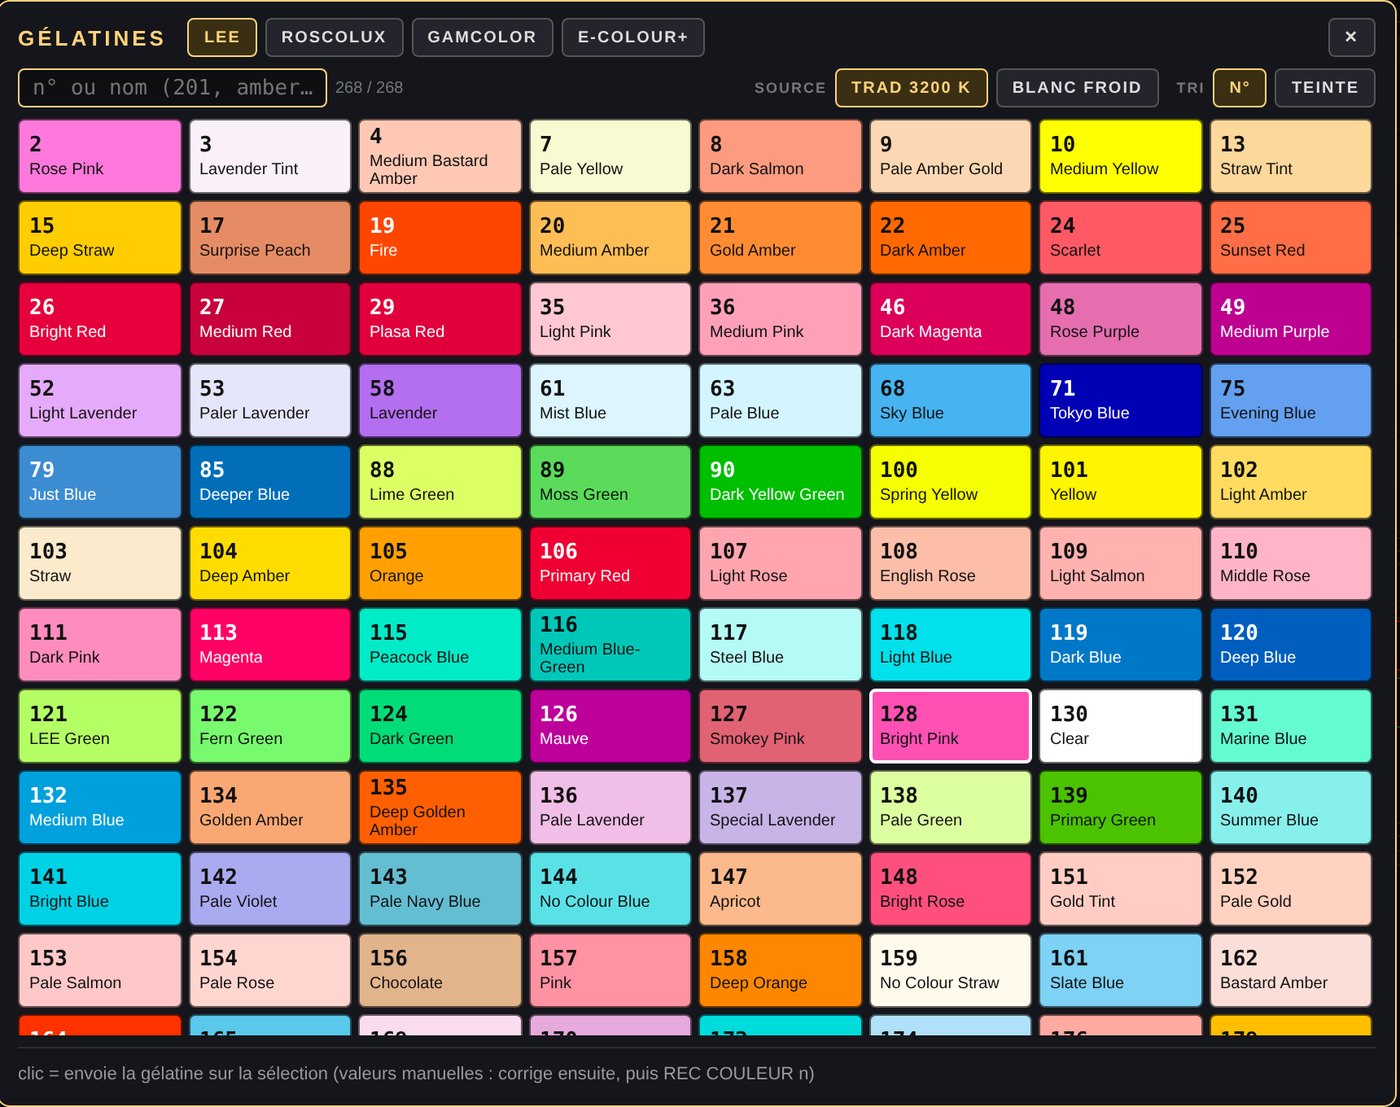 GÉLATINES LEE ROSCOLUX GAMCOLOR E-COLOUR+ ×
n° ou nom (201, amber… 268 / 268 SOURCE TRAD 3200 K BLANC FROID TRI N° TEINTE
2 3 4 7 8 9 10 13
Rose Pink Lavender Tint Medium Bastard Amber Pale Yellow Dark Salmon Pale Amber Gold Medium Yellow Straw Tint
15 17 19 20 21 22 24 25
Deep Straw Surprise Peach Fire Medium Amber Gold Amber Dark Amber Scarlet Sunset Red
26 27 29 35 36 46 48 49
Bright Red Medium Red Plasa Red Light Pink Medium Pink Dark Magenta Rose Purple Medium Purple
52 53 58 61 63 68 71 75
Light Lavender Paler Lavender Lavender Mist Blue Pale Blue Sky Blue Tokyo Blue Evening Blue
79 85 88 89 90 100 101 102
Just Blue Deeper Blue Lime Green Moss Green Dark Yellow Green Spring Yellow Yellow Light Amber
103 104 105 106 107 108 109 110
Straw Deep Amber Orange Primary Red Light Rose English Rose Light Salmon Middle Rose
111 113 115 116 117 118 119 120
Dark Pink Magenta Peacock Blue Medium Blue-Green Steel Blue Light Blue Dark Blue Deep Blue
121 122 124 126 127 128 130 131
LEE Green Fern Green Dark Green Mauve Smokey Pink Bright Pink Clear Marine Blue
132 134 135 136 137 138 139 140
Medium Blue Golden Amber Deep Golden Amber Pale Lavender Special Lavender Pale Green Primary Green Summer Blue
141 142 143 144 147 148 151 152
Bright Blue Pale Violet Pale Navy Blue No Colour Blue Apricot Bright Rose Gold Tint Pale Gold
153 154 156 157 158 159 161 162
Pale Salmon Pale Rose Chocolate Pink Deep Orange No Colour Straw Slate Blue Bastard Amber
clic = envoie la gélatine sur la sélection (valeurs manuelles : corrige ensuite, puis REC COULEUR n)